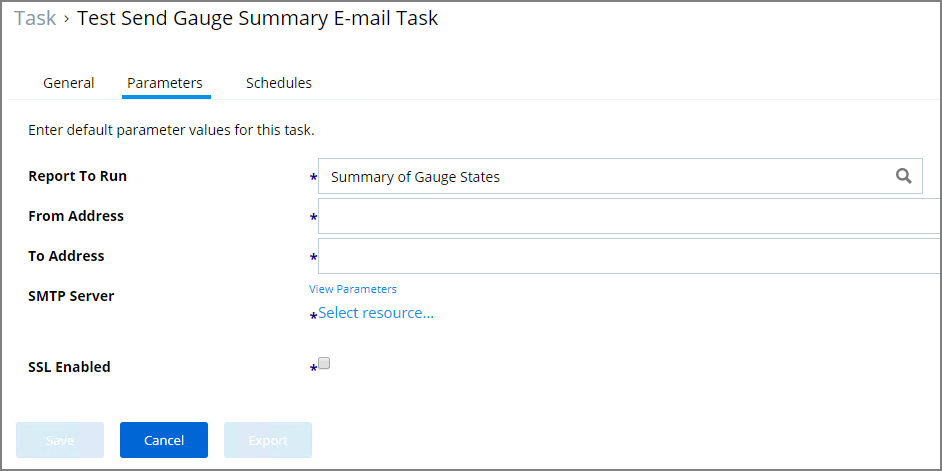 Task > Test Send Gauge Summary E-mail Task
General Parameters Schedules
Enter default parameter values for this task.
Report To Run * Summary of Gauge States
From Address *
To Address *
SMTP Server View Parameters
*Select resource...
SSL Enabled *
Save Cancel Export